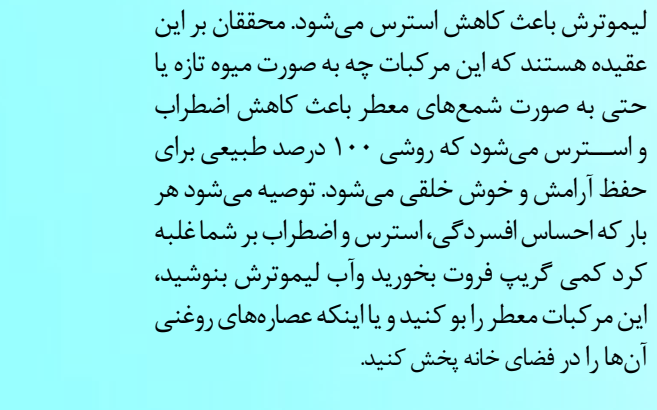 لیموترش باعث کاهش استرس می‌شود. محققان بر این
عقیده هستند که این مرکبات چه به صورت میوه تازه یا
حتی به صورت شمع‌های معطر باعث کاهش اضطراب
و استرس می‌شود که روشی ۱۰۰ درصد طبیعی برای
حفظ آرامش و خوش خلقی می‌شود. توصیه می‌شود هر
بار که احساس افسردگی، استرس و اضطراب بر شما غلبه
کرد کمی گریپ فروت بخورید وآب لیموترش بنوشید،
این مرکبات معطر را بو کنید و یا اینکه عصاره‌های روغنی
آن‌ها را در فضای خانه پخش کنید.